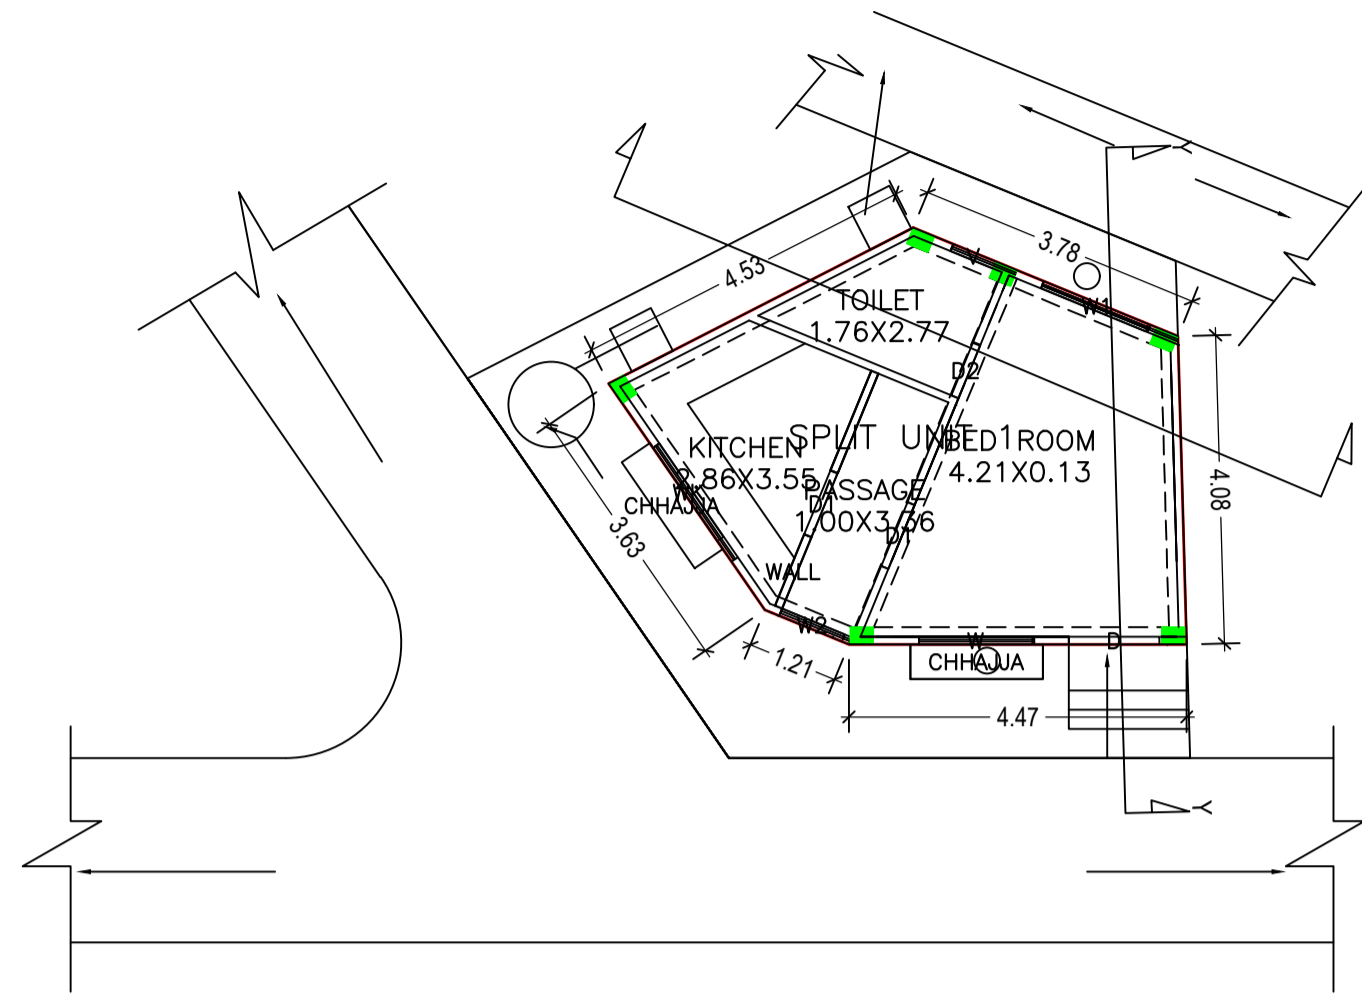 Y
3.78
4.53
V
TOILET
1.76X2.77
W1
D2
SPLIT UNIT 1
KITCHEN
2.86X3.55
BED ROOM
4.21X0.13
4.08
W
CHHAJJA
PASSAGE
1.00X3.36
D1
D1
3.63
WALL
W2
W
D
CHHAJJA
1.21
4.47
Y